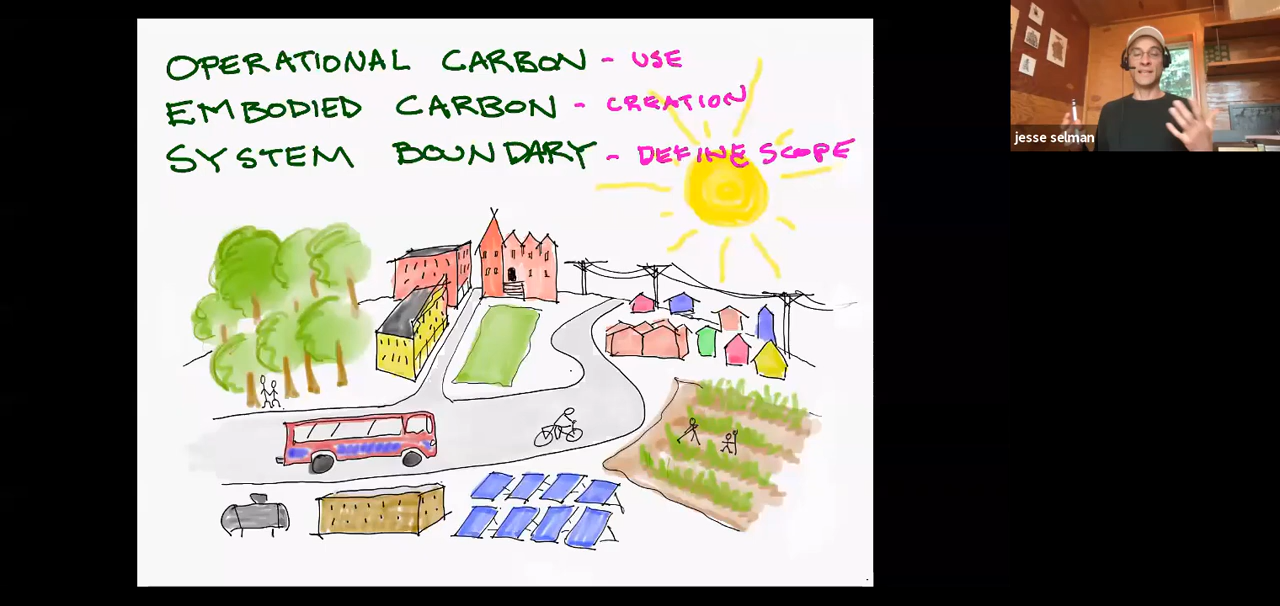 OPERATIONAL CARBON - USE
EMBODIED CARBON - CREATION
SYSTEM BOUNDARY - DEFINE SCOPE
jesse selman